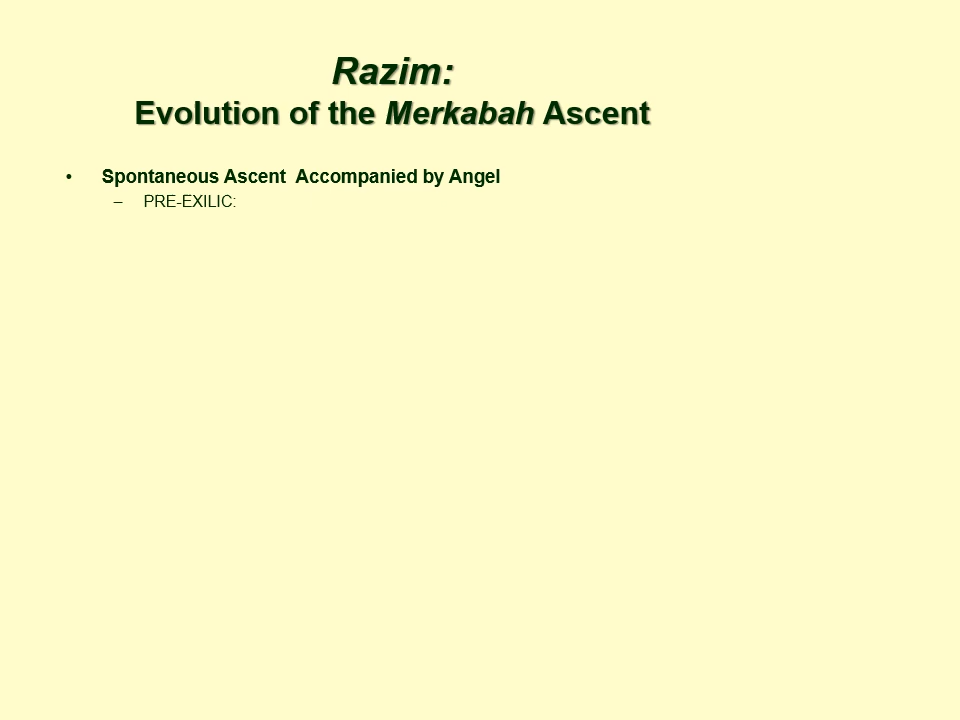 Razim:
Evolution of the Merkabah Ascent
• Spontaneous Ascent  Accompanied by Angel
– PRE-EXILIC: